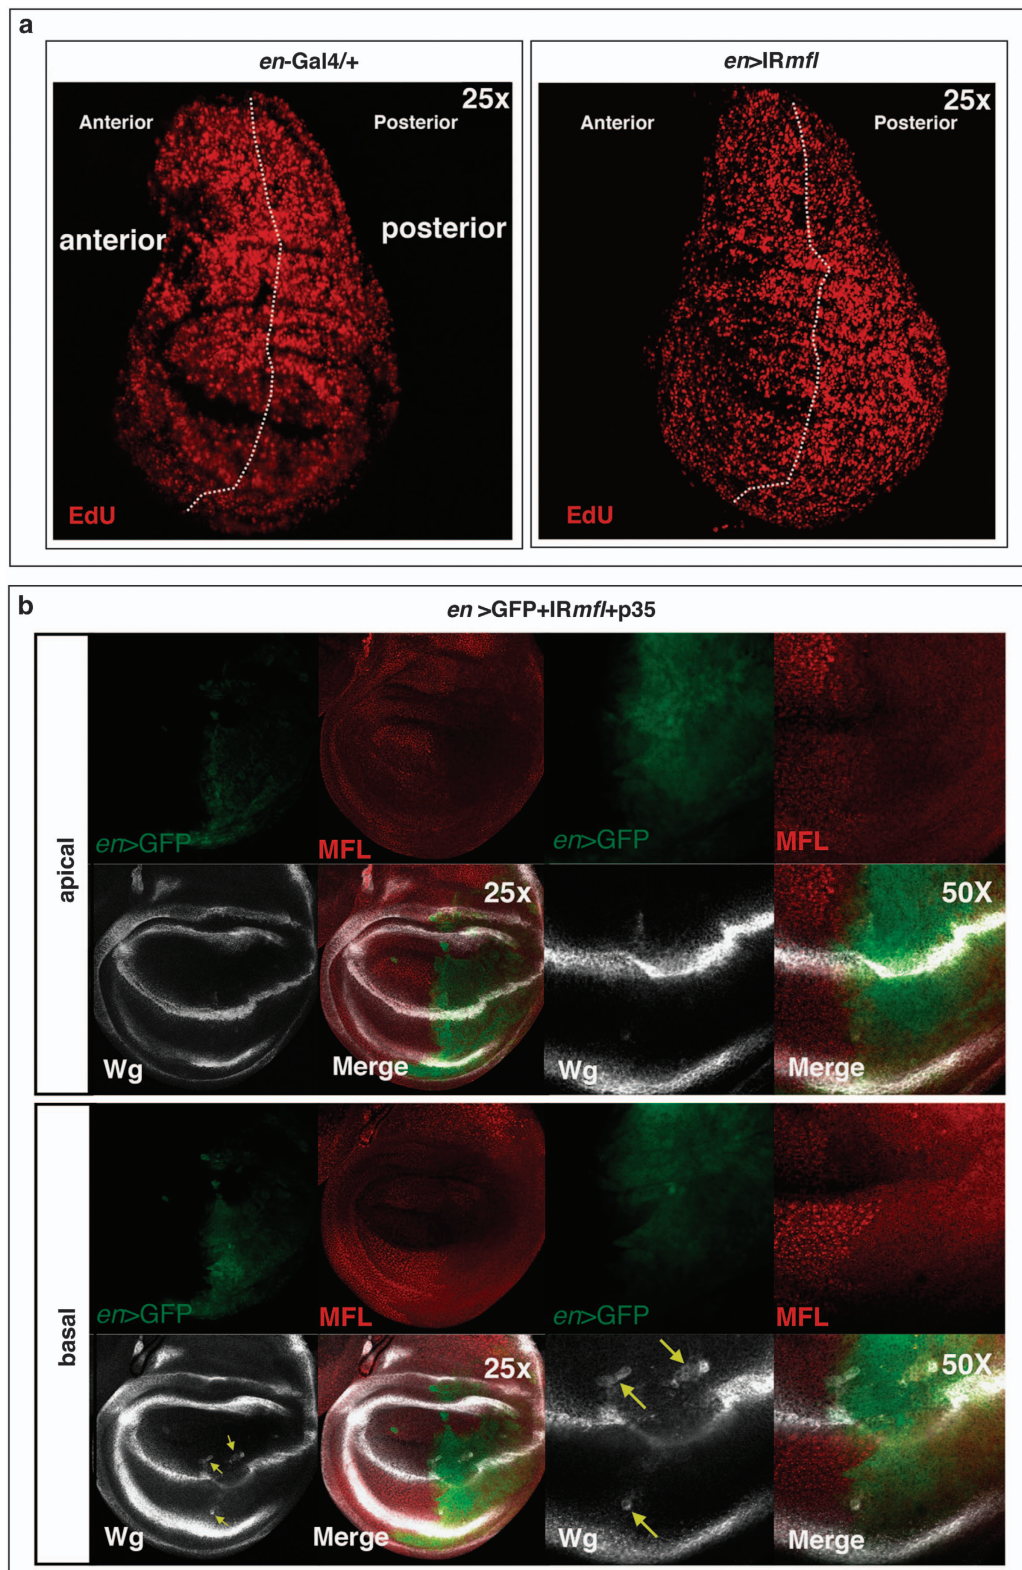 a
en-Gal4/+
en>IRmfl
25x
Anterior
Posterior
anterior
posterior
EdU
25x
Anterior
Posterior
EdU
b
en >GFP+IRmfl+p35
apical
en>GFP
MFL
en>GFP
MFL
Wg
25x
Merge
Wg
50X
Merge
basal
en>GFP
MFL
en>GFP
MFL
Wg
25x
Merge
Wg
50X
Merge